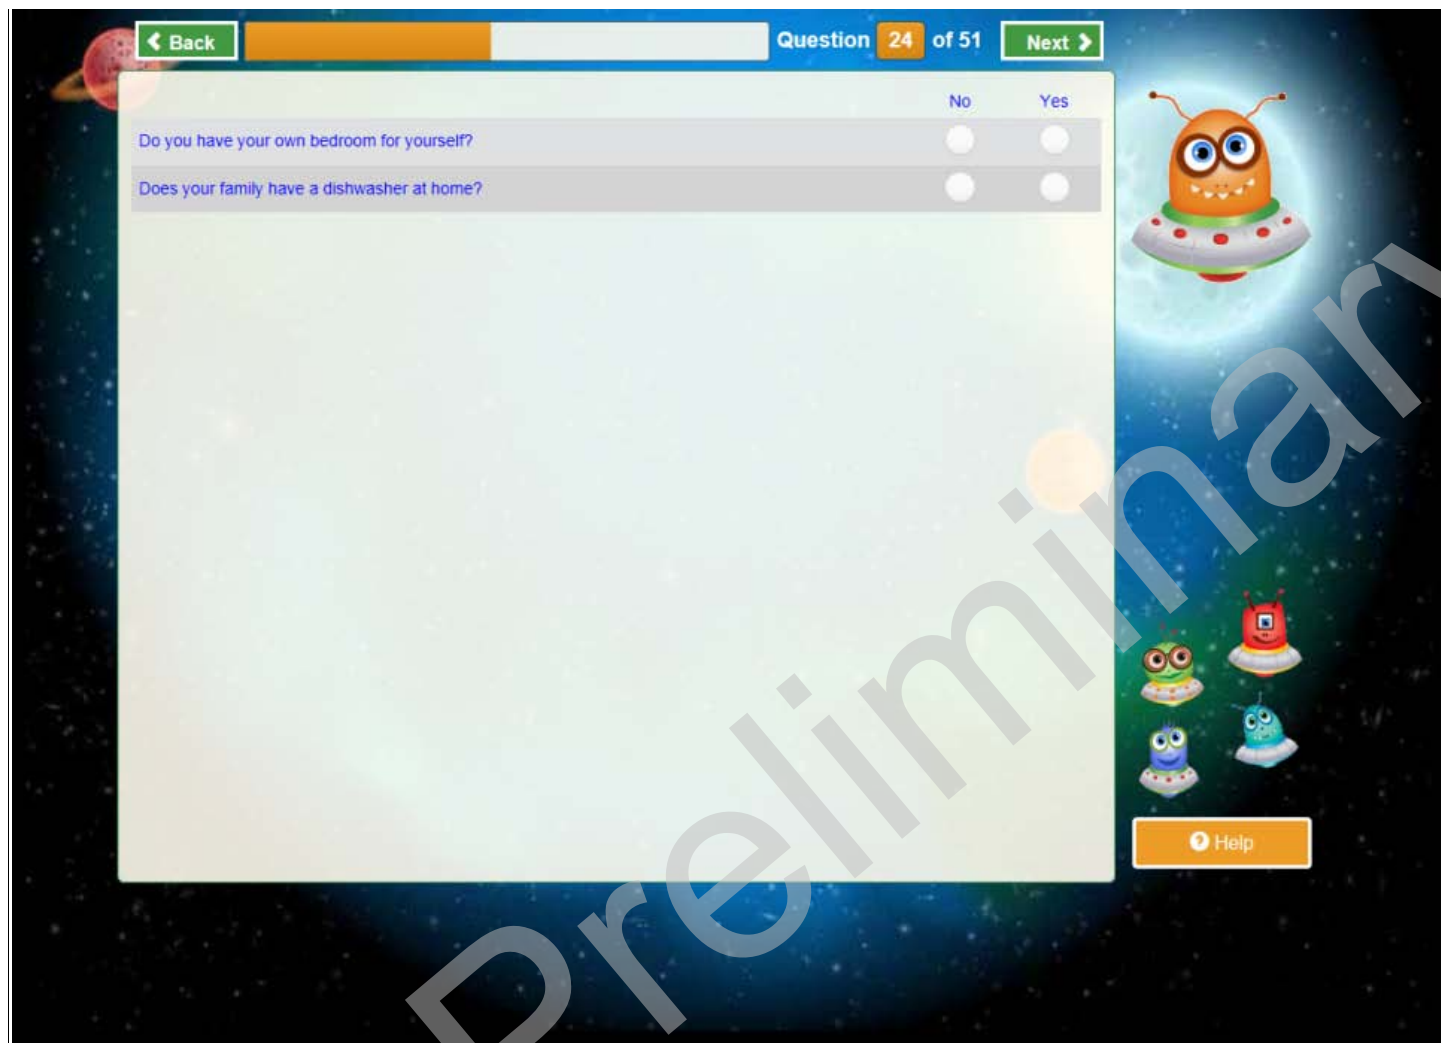 Back
Question 24 of 51
Next
No Yes
Do you have your own bedroom for yourself?
Does your family have a dishwasher at home?
Help
Preliminary